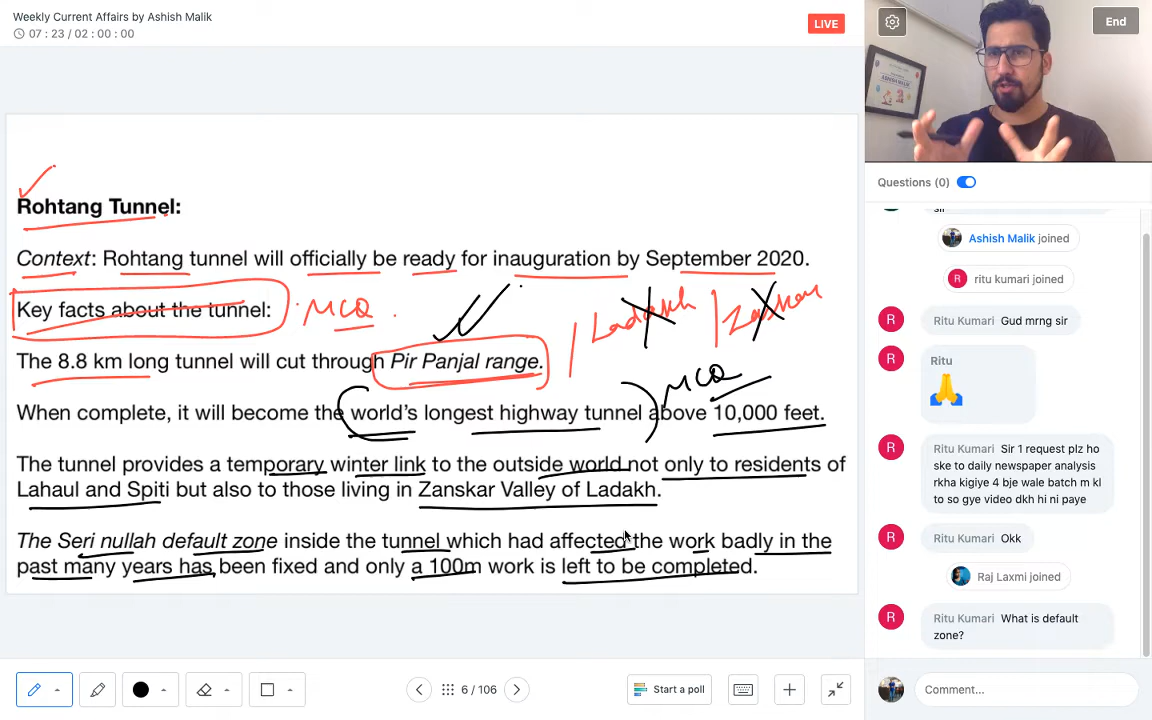 Weekly Current Affairs by Ashish Malik
07 : 23 / 02 : 00 : 00
LIVE
End
Rohtang Tunnel:
Context: Rohtang tunnel will officially be ready for inauguration by September 2020.
Key facts about the tunnel:
MCQ
Ladakh
Zaskar
The 8.8 km long tunnel will cut through Pir Panjal range.
MCQ
When complete, it will become the world's longest highway tunnel above 10,000 feet.
The tunnel provides a temporary winter link to the outside world not only to residents of
Lahaul and Spiti but also to those living in Zanskar Valley of Ladakh.
The Seri nullah default zone inside the tunnel which had affected the work badly in the
past many years has been fixed and only a 100m work is left to be completed.
Questions (0)
sir
Ashish Malik joined
R
ritu kumari joined
R
Ritu Kumari Gud mrng sir
R
Ritu
R
Ritu Kumari Sir 1 request plz ho
ske to daily newspaper analysis
rkha kigiye 4 bje wale batch m kl
to so gye video dkh hi ni paye
R
Ritu Kumari Okk
Raj Laxmi joined
R
Ritu Kumari What is default
zone?
6 / 106
Start a poll
Comment...